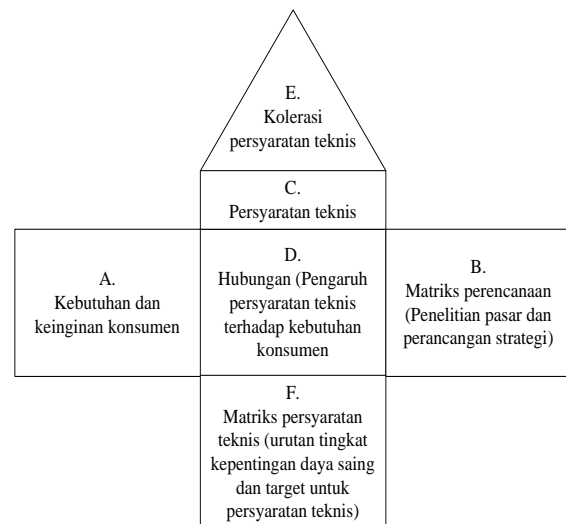 E.
Kolerasi
persyaratan teknis
C.
Persyaratan teknis
A.
Kebutuhan dan
keinginan konsumen
D.
Hubungan (Pengaruh
persyaratan teknis
terhadap kebutuhan
konsumen
B.
Matriks perencanaan
(Penelitian pasar dan
perancangan strategi)
F.
Matriks persyaratan
teknis (urutan tingkat
kepentingan daya saing
dan target untuk
persyaratan teknis)